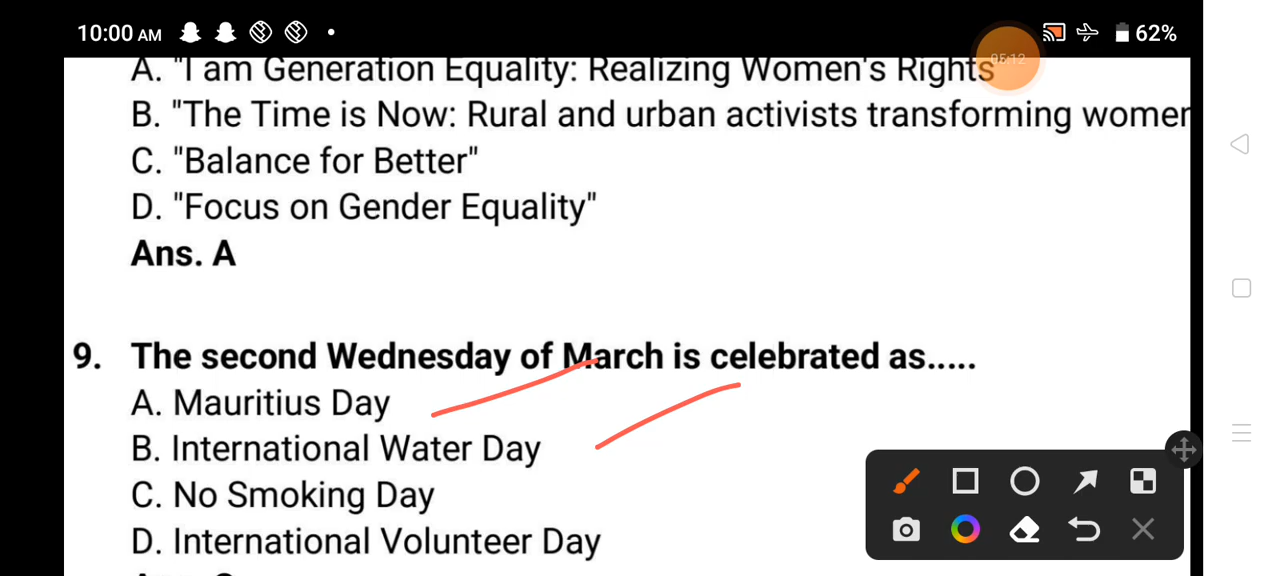 10:00 AM
62%
05:12
A. "I am Generation Equality: Realizing Women's Rights"
B. "The Time is Now: Rural and urban activists transforming women
C. "Balance for Better"
D. "Focus on Gender Equality"
Ans. A
9. The second Wednesday of March is celebrated as.....
A. Mauritius Day
B. International Water Day
C. No Smoking Day
D. International Volunteer Day